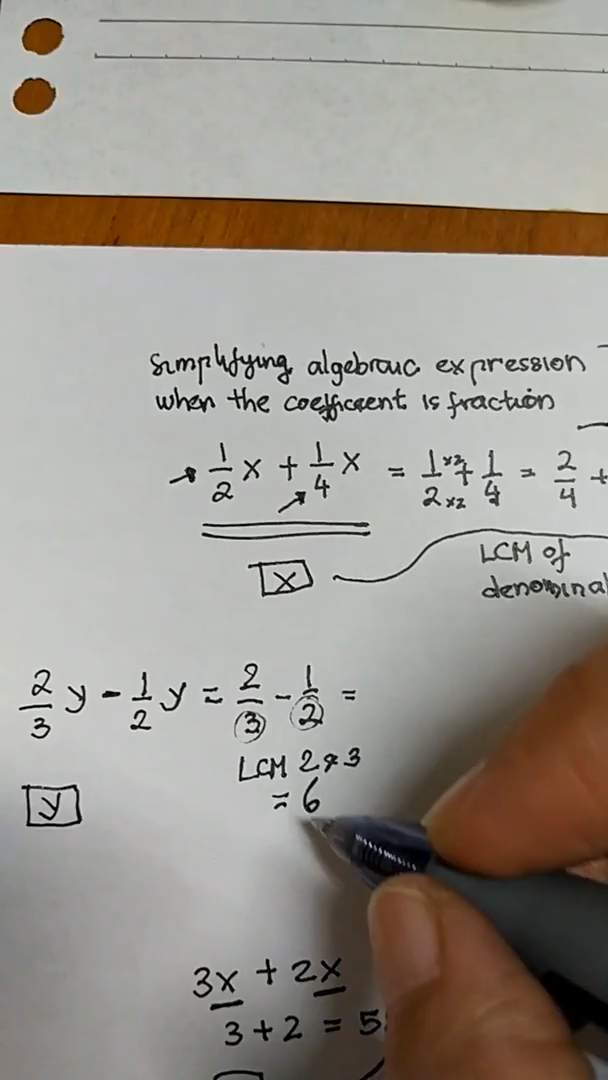 Simplifying algebraic expression
when the coefficient is fraction
→ 1/2 x + 1/4 x = 1×2/2×2 + 1/4 = 2/4 +
x
LCM of
denomina
2/3 y - 1/2 y = 2/3 - 1/2 =
LCM 2 & 3
= 6
y
3x + 2x
3 + 2 = 5